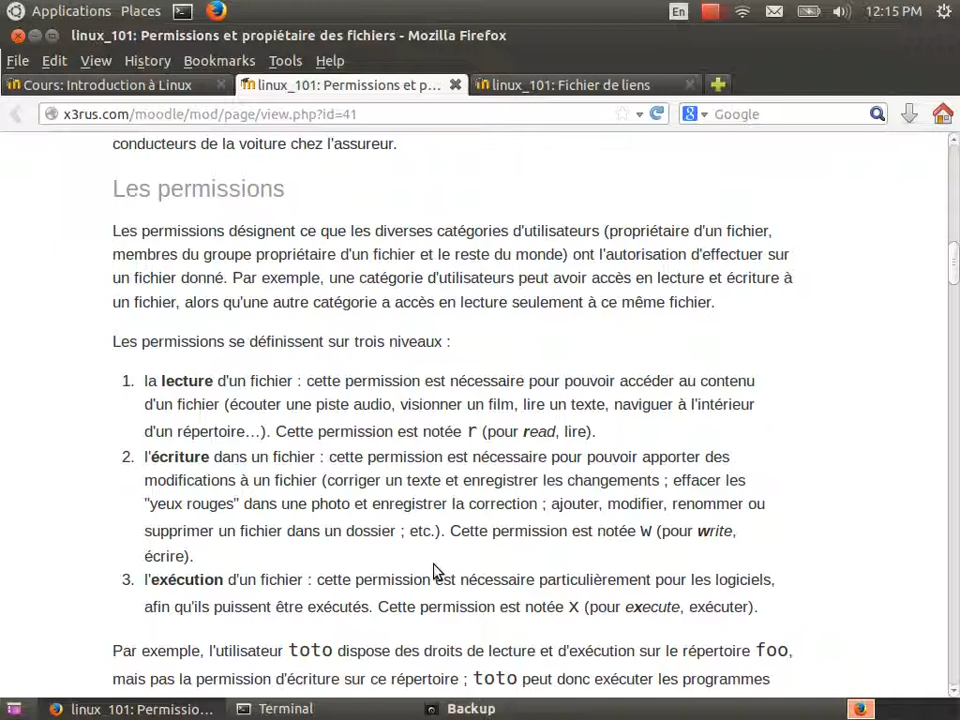 Applications Places En 12:15 PM
linux_101: Permissions et propiétaire des fichiers - Mozilla Firefox
File Edit View History Bookmarks Tools Help
Cours: Introduction à Linux linux_101: Permissions et p... linux_101: Fichier de liens
x3rus.com/moodle/mod/page/view.php?id=41 Google
conducteurs de la voiture chez l'assureur.
Les permissions
Les permissions désignent ce que les diverses catégories d'utilisateurs (propriétaire d'un fichier,
membres du groupe propriétaire d'un fichier et le reste du monde) ont l'autorisation d'effectuer sur
un fichier donné. Par exemple, une catégorie d'utilisateurs peut avoir accès en lecture et écriture à
un fichier, alors qu'une autre catégorie a accès en lecture seulement à ce même fichier.
Les permissions se définissent sur trois niveaux :
1. la lecture d'un fichier : cette permission est nécessaire pour pouvoir accéder au contenu
d'un fichier (écouter une piste audio, visionner un film, lire un texte, naviguer à l'intérieur
d'un répertoire…). Cette permission est notée r (pour read, lire).
2. l'écriture dans un fichier : cette permission est nécessaire pour pouvoir apporter des
modifications à un fichier (corriger un texte et enregistrer les changements ; effacer les
"yeux rouges" dans une photo et enregistrer la correction ; ajouter, modifier, renommer ou
supprimer un fichier dans un dossier ; etc.). Cette permission est notée w (pour write,
écrire).
3. l'exécution d'un fichier : cette permission est nécessaire particulièrement pour les logiciels,
afin qu'ils puissent être exécutés. Cette permission est notée x (pour execute, exécuter).
Par exemple, l'utilisateur toto dispose des droits de lecture et d'exécution sur le répertoire foo,
mais pas la permission d'écriture sur ce répertoire ; toto peut donc exécuter les programmes
linux_101: Permissio... Terminal Backup